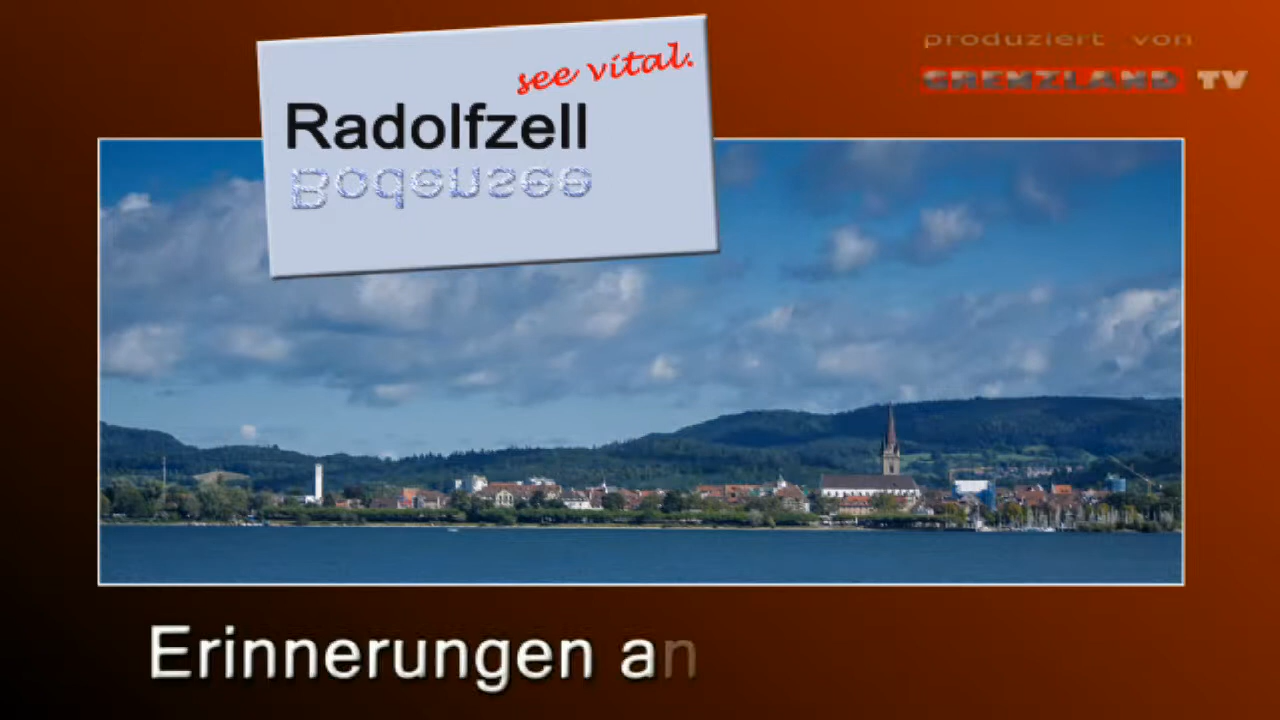 see vital.
Radolfzell
Bodensee
produziert von
GRENZLAND TV
Erinnerungen an